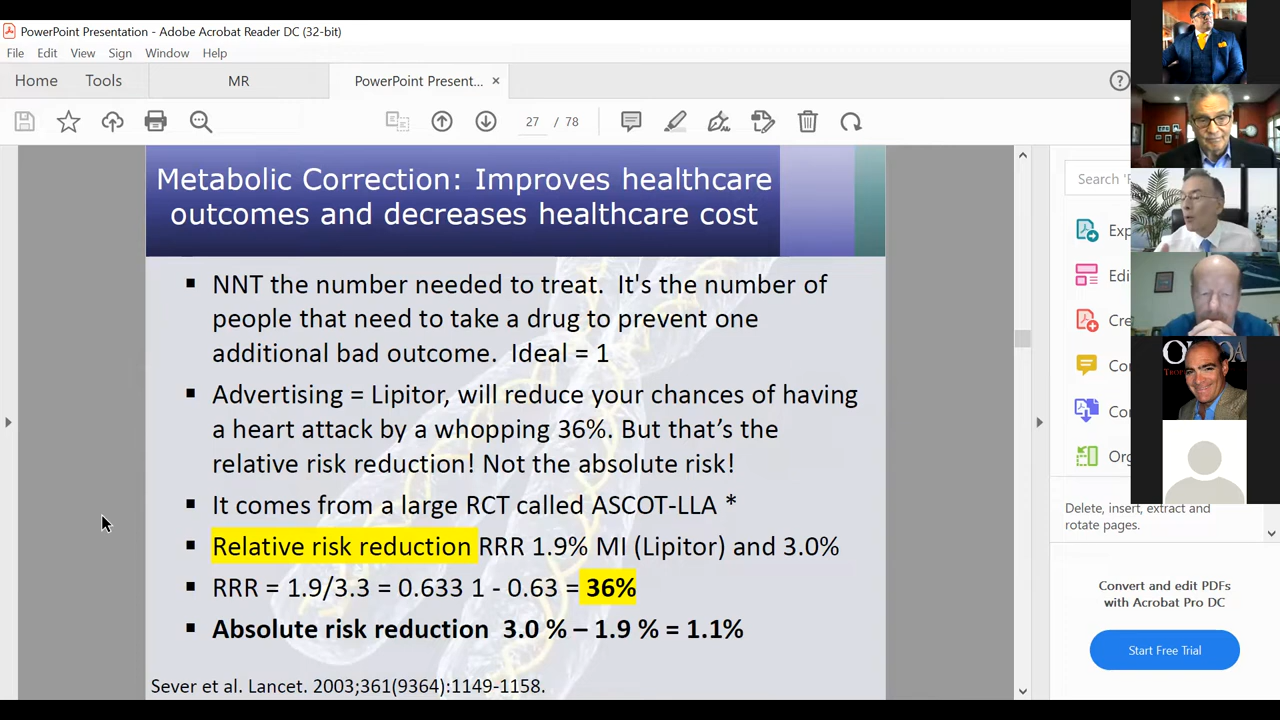 PowerPoint Presentation - Adobe Acrobat Reader DC (32-bit)
File Edit View Sign Window Help
Home Tools MR PowerPoint Present... ×
27 / 78
Metabolic Correction: Improves healthcare
outcomes and decreases healthcare cost
▪ NNT the number needed to treat. It's the number of
people that need to take a drug to prevent one
additional bad outcome. Ideal = 1
▪ Advertising = Lipitor, will reduce your chances of having
a heart attack by a whopping 36%. But that's the
relative risk reduction! Not the absolute risk!
▪ It comes from a large RCT called ASCOT-LLA *
▪ Relative risk reduction RRR 1.9% MI (Lipitor) and 3.0%
▪ RRR = 1.9/3.3 = 0.633 1 - 0.63 = 36%
▪ Absolute risk reduction 3.0 % – 1.9 % = 1.1%
Sever et al. Lancet. 2003;361(9364):1149-1158.
Search
Exp
Edi
Cre
Co
Co
Org
Delete, insert, extract and
rotate pages.
Convert and edit PDFs
with Acrobat Pro DC
Start Free Trial